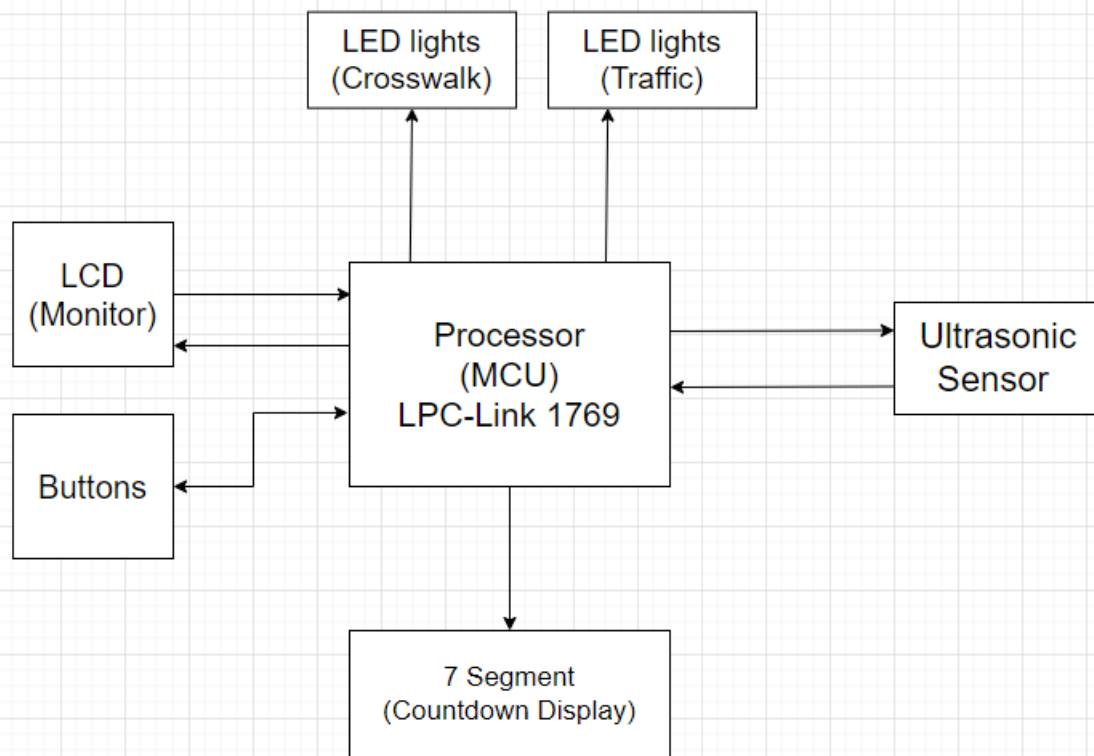 LED lights
(Crosswalk)
LED lights
(Traffic)
LCD
(Monitor)
Processor
(MCU)
LPC-Link 1769
Ultrasonic
Sensor
Buttons
7 Segment
(Countdown Display)